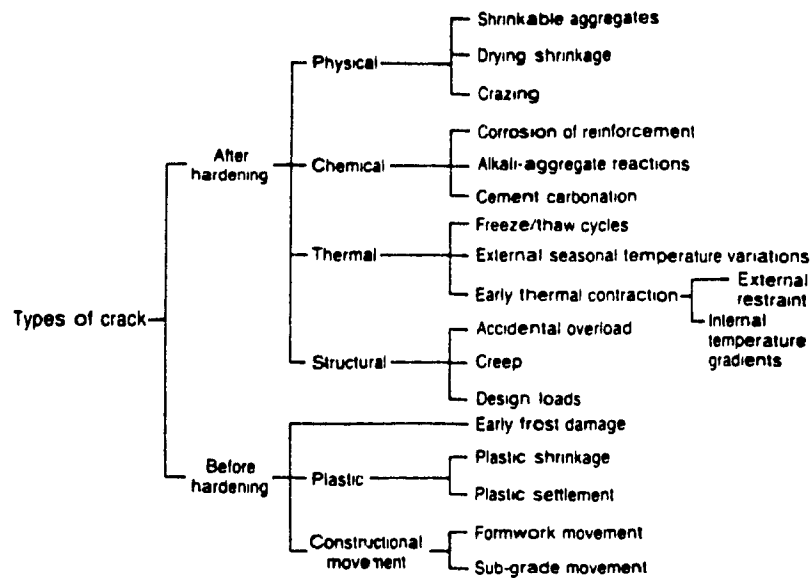 Types of crack
After
hardening
Physical
Shrinkable aggregates
Drying shrinkage
Crazing
Chemical
Corrosion of reinforcement
Alkali-aggregate reactions
Cement carbonation
Thermal
Freeze/thaw cycles
External seasonal temperature variations
Early thermal contraction
External
restraint
Internal
temperature
gradients
Structural
Accidental overload
Creep
Design loads
Before
hardening
Early frost damage
Plastic
Plastic shrinkage
Plastic settlement
Constructional
movement
Formwork movement
Sub-grade movement